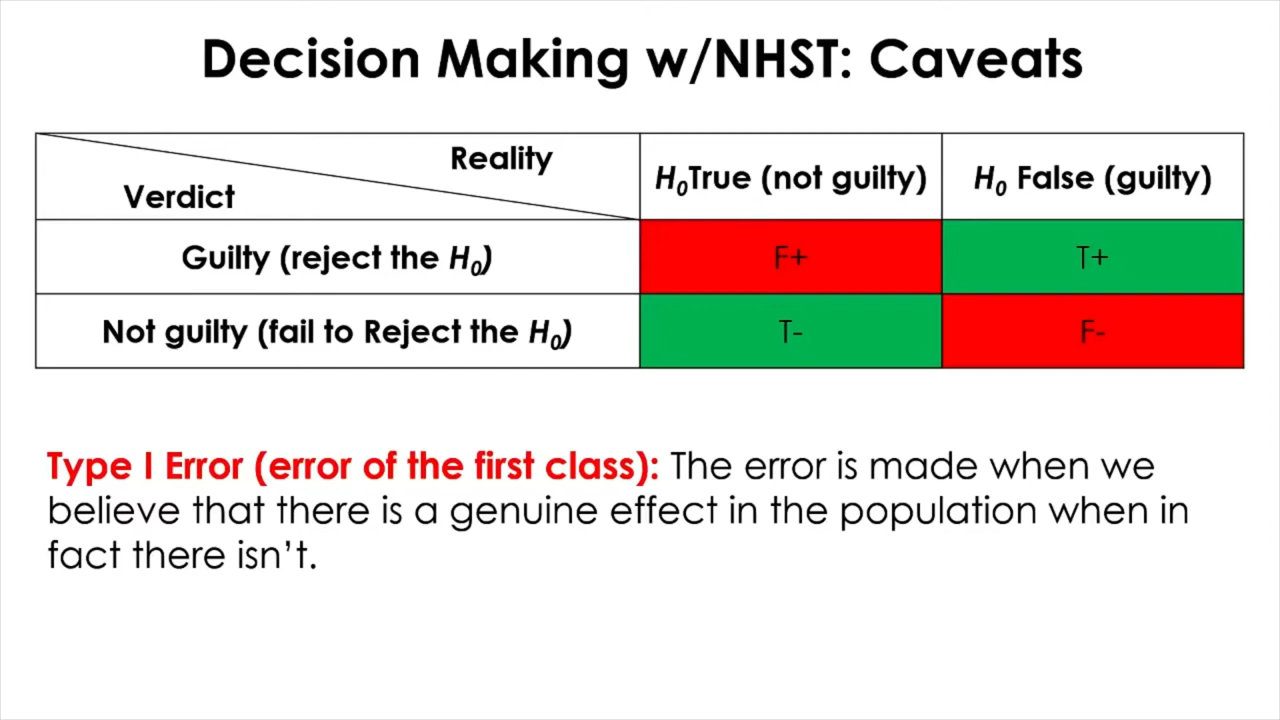 Decision Making w/NHST: Caveats
Reality
Verdict
H₀True (not guilty)
H₀ False (guilty)
Guilty (reject the H₀)
F+
T+
Not guilty (fail to Reject the H₀)
T-
F-
Type I Error (error of the first class): The error is made when we
believe that there is a genuine effect in the population when in
fact there isn’t.